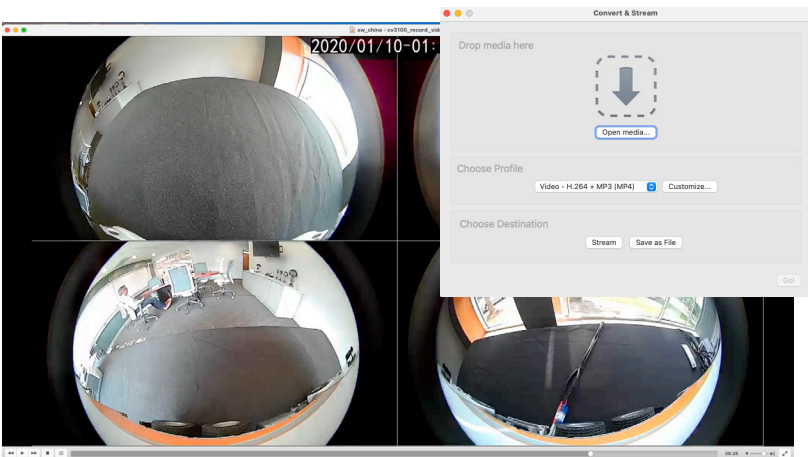 Convert & Stream
xw_china - cv3100_record_vid
2020/01/10-01:
Drop media here
Open media...
Choose Profile
Video - H.264 + MP3 (MP4)
Customize...
Choose Destination
Stream
Save as File
Go!